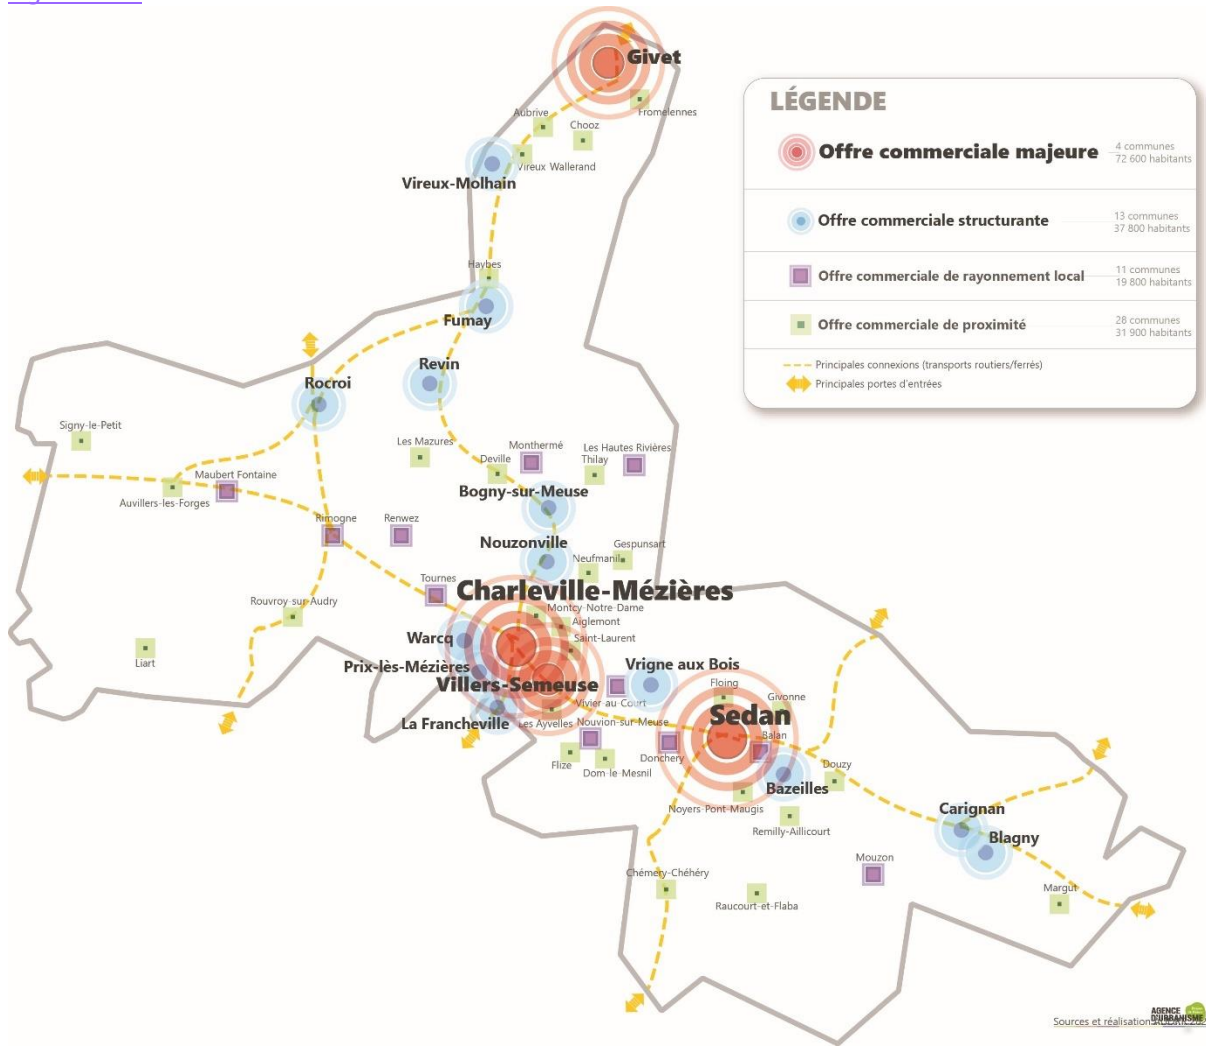 Givet
Fromelennes
Aubrive
Chooz
Vireux Wallerand
Vireux-Molhain
LÉGENDE
Offre commerciale majeure
4 communes
72 600 habitants
Offre commerciale structurante
13 communes
37 800 habitants
Offre commerciale de rayonnement local
11 communes
19 800 habitants
Offre commerciale de proximité
28 communes
31 900 habitants
Principales connexions (transports routiers/ferrés)
Principales portes d'entrées
Haybes
Fumay
Revin
Rocroi
Signy-le-Petit
Les Mazures
Monthermé
Les Hautes Rivières
Deville
Thilay
Maubert Fontaine
Auvillers-les-Forges
Bogny-sur-Meuse
Rimogne
Renwez
Nouzonville
Gespunsart
Neufmanil
Tournes
Charleville-Mézières
Rouvroy-sur-Audry
Montcy-Notre-Dame
Aiglemont
Saint-Laurent
Warcq
Liart
Prix-lès-Mézières
Villers-Semeuse
Vrigne aux Bois
Floing
Givonne
Vivier-au-Court
La Francheville
Les Ayvelles
Nouvion-sur-Meuse
Sedan
Balan
Donchery
Flize
Dom-le-Mesnil
Douzy
Bazeilles
Noyers-Pont-Maugis
Remilly-Aillicourt
Carignan
Blagny
Mouzon
Chémery-Chéhéry
Raucourt-et-Flaba
Margut
AGENCE
D'URBANISME
Sources et réalisation